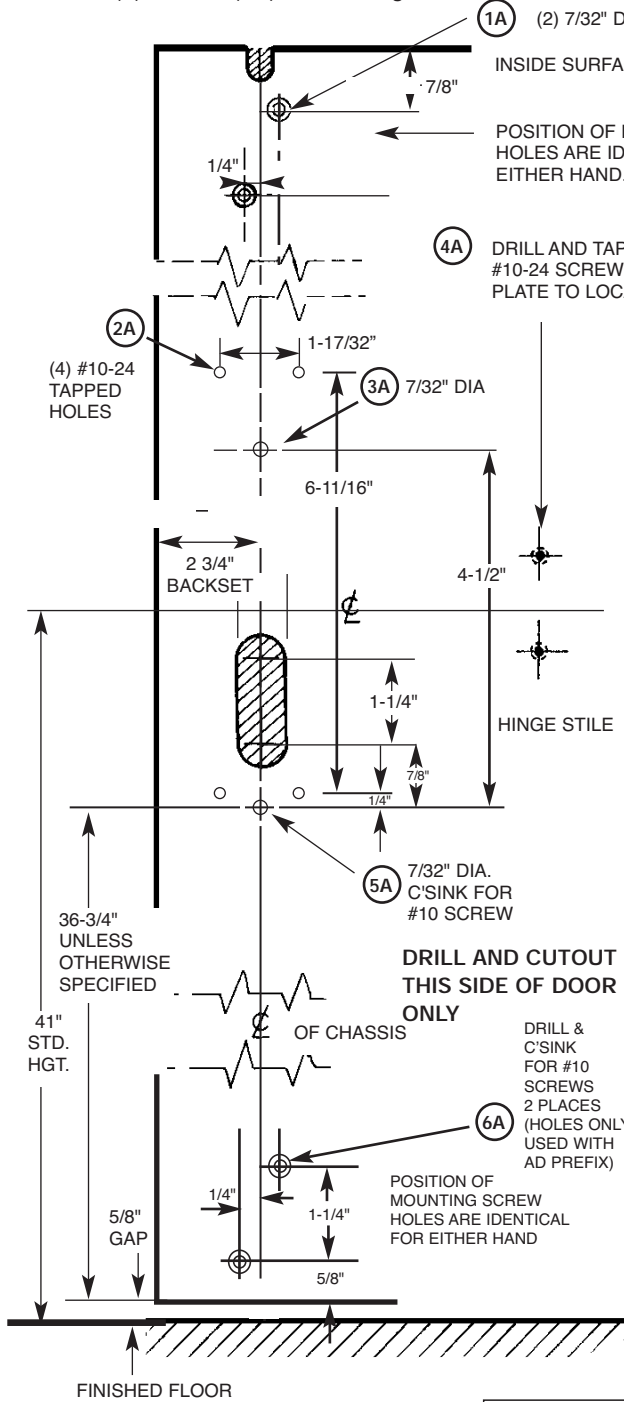 1A (2) 7/32" D
INSIDE SURFA
7/8"
POSITION OF
HOLES ARE ID
EITHER HAND.
1/4"
4A DRILL AND TAP
#10-24 SCREW
PLATE TO LOC
2A
1-17/32"
(4) #10-24
TAPPED
HOLES
3A 7/32" DIA
6-11/16"
2 3/4"
BACKSET
4-1/2"
℄
1-1/4"
HINGE STILE
7/8"
1/4"
5A 7/32" DIA.
C'SINK FOR
#10 SCREW
36-3/4"
UNLESS
OTHERWISE
SPECIFIED
DRILL AND CUTOUT
THIS SIDE OF DOOR
ONLY
41"
STD.
HGT.
℄ OF CHASSIS
DRILL &
C'SINK
FOR #10
SCREWS
2 PLACES
(HOLES ONLY
USED WITH
AD PREFIX)
6A
POSITION OF
MOUNTING SCREW
HOLES ARE IDENTICAL
FOR EITHER HAND
1/4"
1-1/4"
5/8"
GAP
5/8"
FINISHED FLOOR